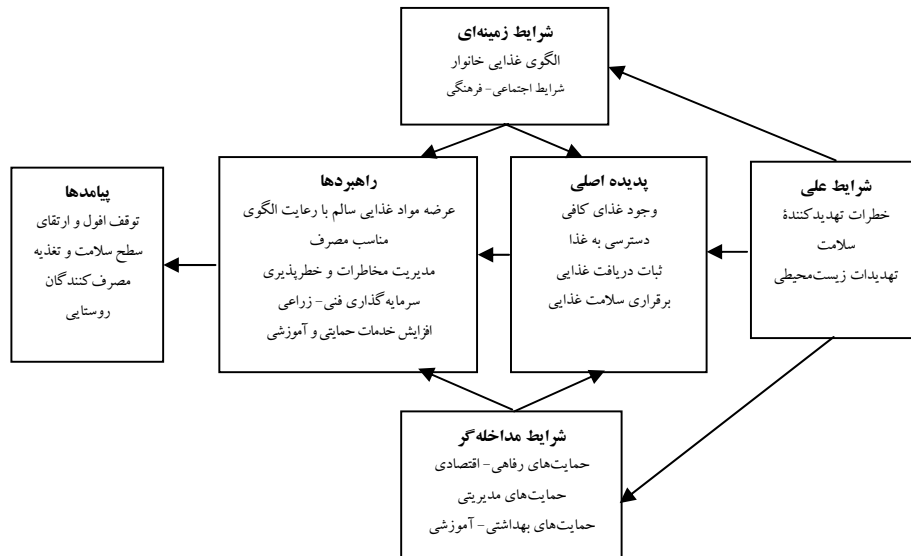 شرایط زمینه‌ای
الگوی غذایی خانوار
شرایط اجتماعی- فرهنگی
شرایط علی
خطرات تهدیدکنندۀ
سلامت
تهدیدات زیست‌محیطی
پدیده اصلی
وجود غذای کافی
دسترسی به غذا
ثبات دریافت غذایی
برقراری سلامت غذایی
راهبردها
عرضه مواد غذایی سالم با رعایت الگوی
مناسب مصرف
مدیریت مخاطرات و خطرپذیری
سرمایه‌گذاری فنی- زراعی
افزایش خدمات حمایتی و آموزشی
پیامدها
توقف افول و ارتقای
سطح سلامت و تغذیه
مصرف‌کنندگان
روستایی
شرایط مداخله‌گر
حمایت‌های رفاهی- اقتصادی
حمایت‌های مدیریتی
حمایت‌های بهداشتی- آموزشی